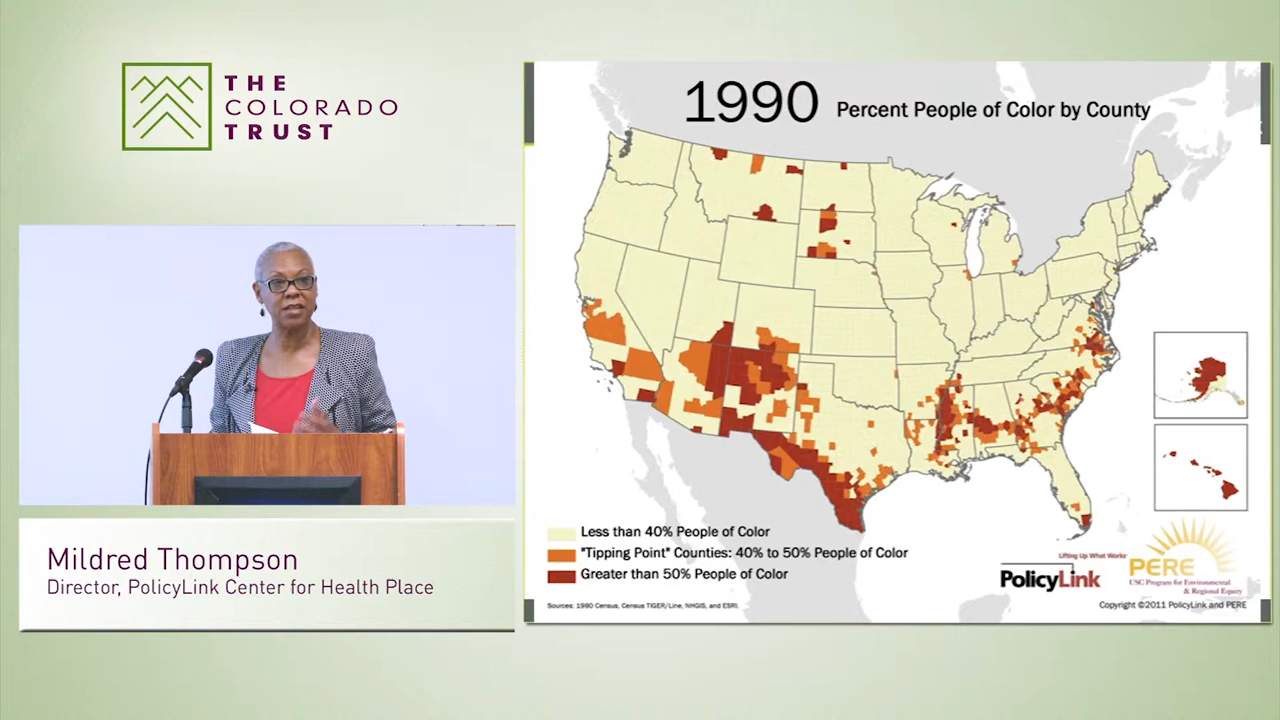 THE
COLORADO
TRUST
1990 Percent People of Color by County
Less than 40% People of Color
"Tipping Point" Counties: 40% to 50% People of Color
Greater than 50% People of Color
Lifting Up What Works
PolicyLink
PERE
USC Program for Environmental
& Regional Equity
Sources: 1990 Census, Census TIGER/Line, NHGIS, and ESRI.
Copyright ©2011 PolicyLink and PERE
Mildred Thompson
Director, PolicyLink Center for Health Place